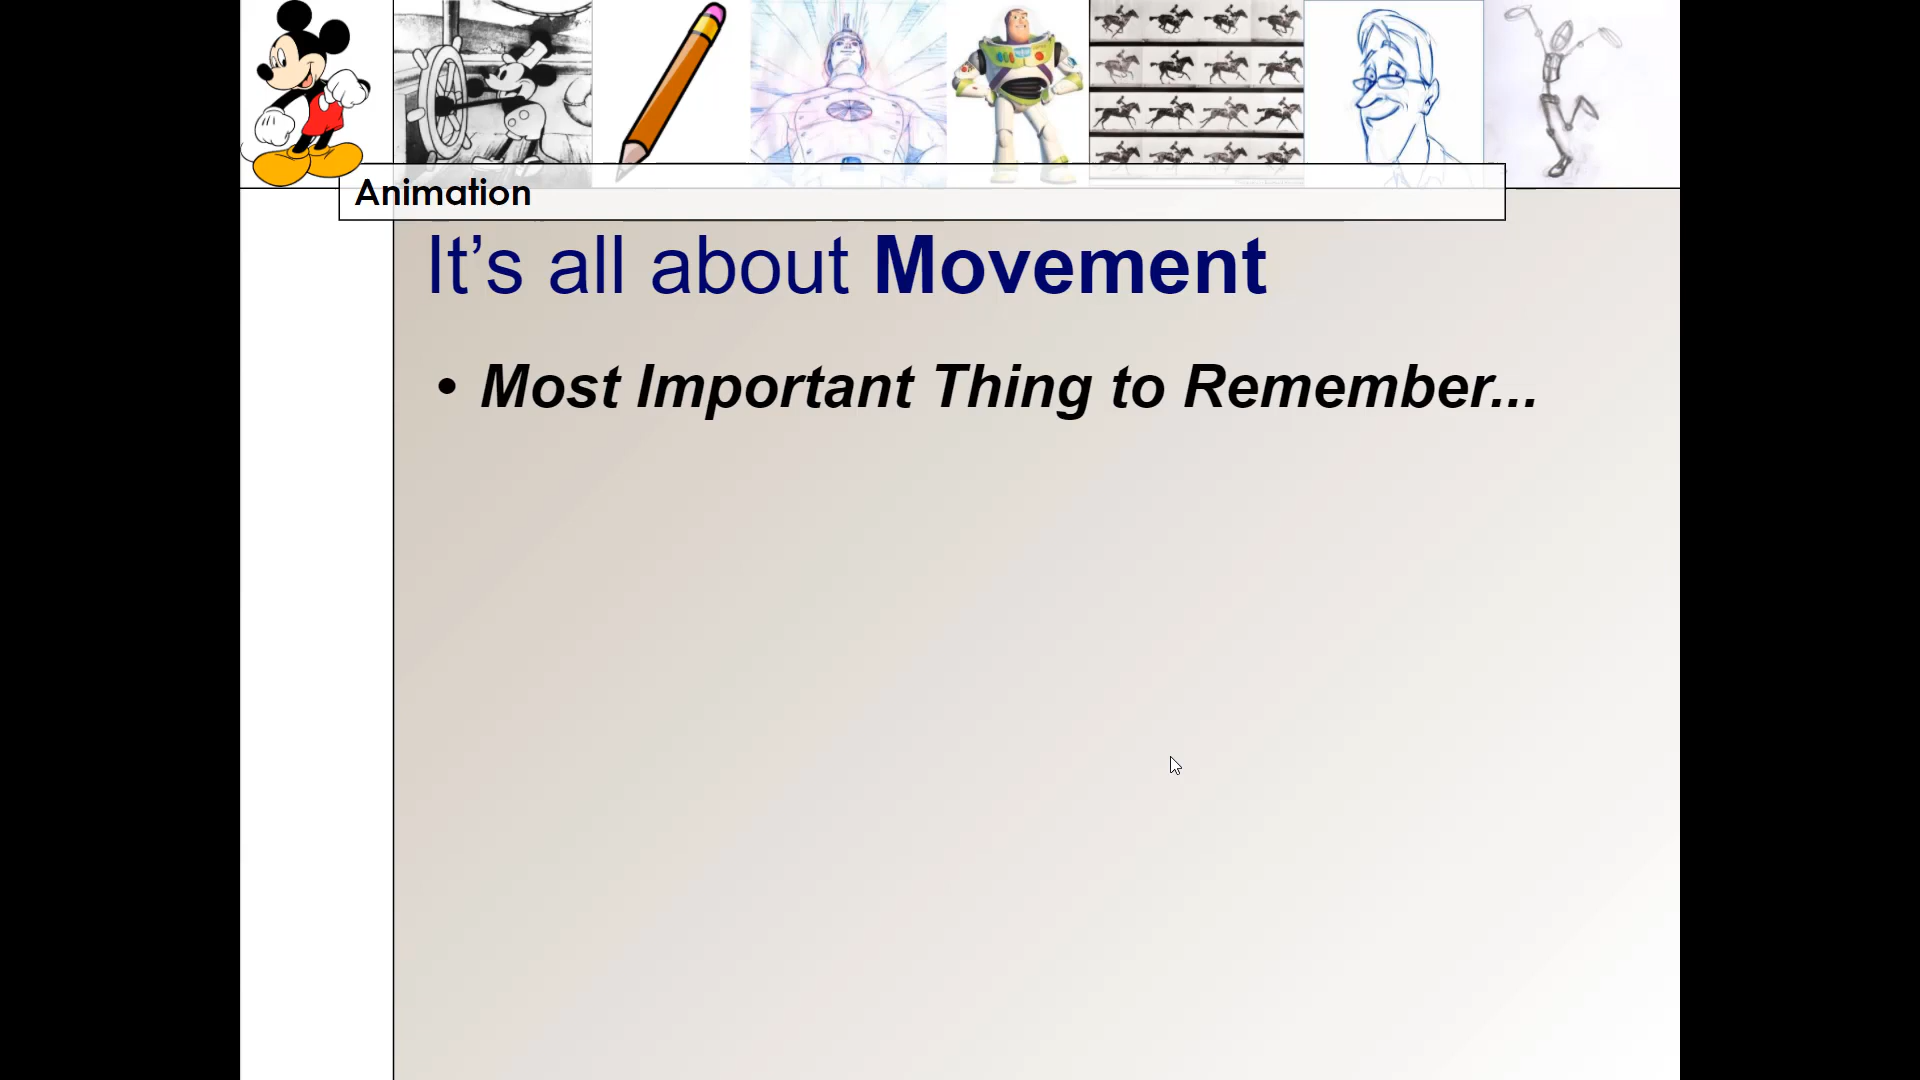 Animation
It’s all about Movement
• Most Important Thing to Remember...